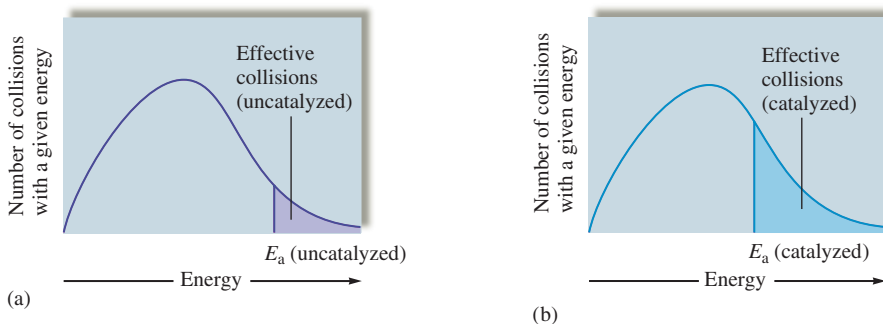 Number of collisions
with a given energy
Effective
collisions
(uncatalyzed)
Ea (uncatalyzed)
Energy
(a)
Number of collisions
with a given energy
Effective
collisions
(catalyzed)
Ea (catalyzed)
Energy
(b)